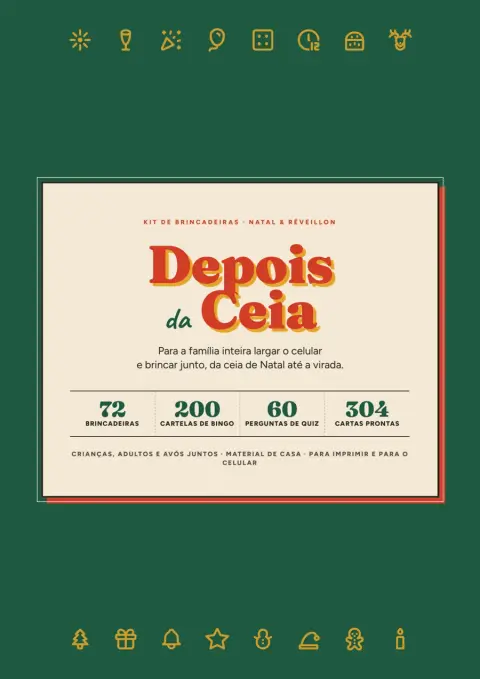 12
KIT DE BRINCADEIRAS · NATAL & RÉVEILLON
Depois
da Ceia
Para a família inteira largar o celular
e brincar junto, da ceia de Natal até a virada.
72 200 60 304
BRINCADEIRAS CARTELAS DE BINGO PERGUNTAS DE QUIZ CARTAS PRONTAS
CRIANÇAS, ADULTOS E AVÓS JUNTOS · MATERIAL DE CASA · PARA IMPRIMIR E PARA O
CELULAR